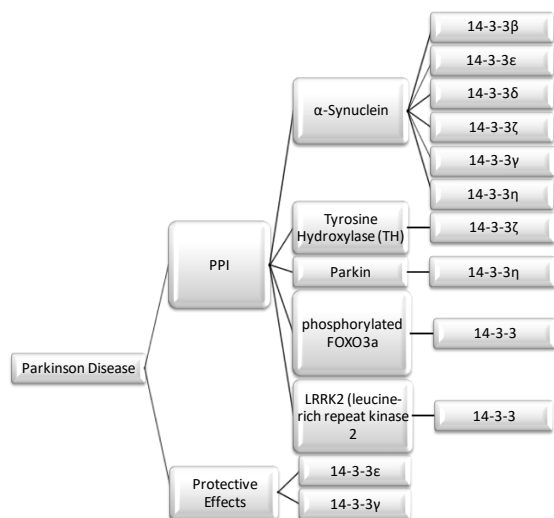 14-3-3β
14-3-3ε
α-Synuclein
14-3-3δ
14-3-3ζ
14-3-3γ
14-3-3η
Tyrosine
Hydroxylase (TH)
14-3-3ζ
PPI
Parkin
14-3-3η
phosphorylated
FOXO3a
14-3-3
Parkinson Disease
LRRK2 (leucine-
rich repeat kinase
2
14-3-3
Protective
Effects
14-3-3ε
14-3-3γ